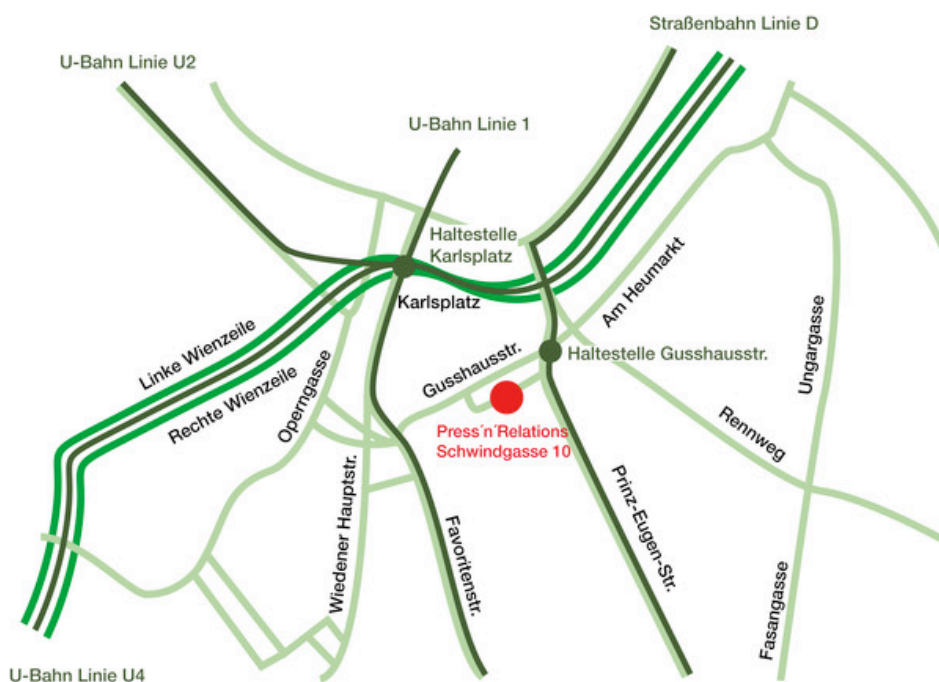 Straßenbahn Linie D
U-Bahn Linie U2
U-Bahn Linie 1
Haltestelle
Karlsplatz
Karlsplatz
Am Heumarkt
Linke Wienzeile
Rechte Wienzeile
Operngasse
Gusshausstr.
Haltestelle Gusshausstr.
Ungargasse
Press´n´Relations
Schwindgasse 10
Rennweg
Wiedener Hauptstr.
Favoritenstr.
Prinz-Eugen-Str.
Fasangasse
U-Bahn Linie U4